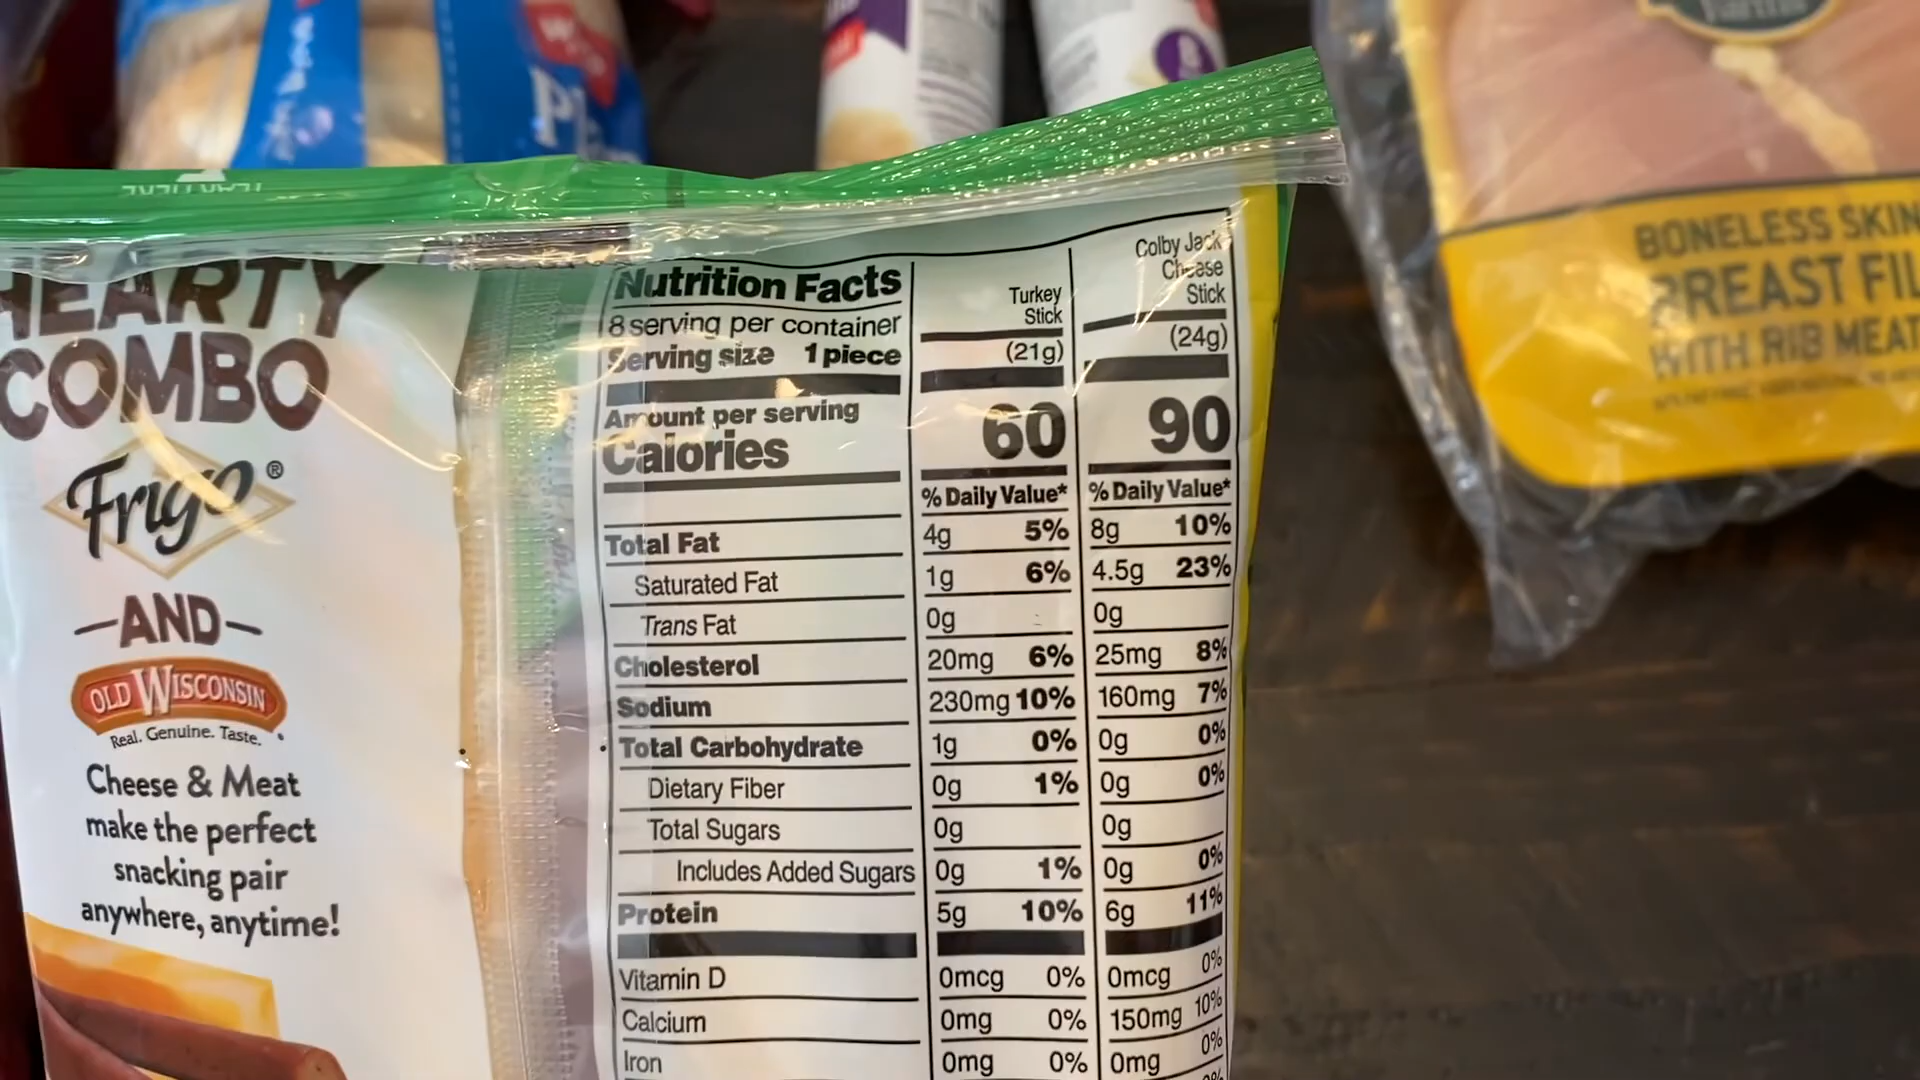 HEARTY
COMBO
Frigo®
AND
OLD WISCONSIN
Real. Genuine. Taste.
Cheese & Meat
make the perfect
snacking pair
anywhere, anytime!
Nutrition Facts
8 serving per container
Serving size 1 piece
Turkey
Stick
(21g)
Colby Jack
Cheese
Stick
(24g)
Amount per serving
Calories 60 90
% Daily Value* % Daily Value*
Total Fat 4g 5% 8g 10%
Saturated Fat 1g 6% 4.5g 23%
Trans Fat 0g 0g
Cholesterol 20mg 6% 25mg 8%
Sodium 230mg 10% 160mg 7%
Total Carbohydrate 1g 0% 0g 0%
Dietary Fiber 0g 1% 0g 0%
Total Sugars 0g 0g
Includes Added Sugars 0g 1% 0g 0%
Protein 5g 10% 6g 11%
Vitamin D 0mcg 0% 0mcg 0%
Calcium 0mg 0% 150mg 10%
Iron 0mg 0% 0mg 0%
BONELESS SKIN
BREAST FIL
WITH RIB MEAT